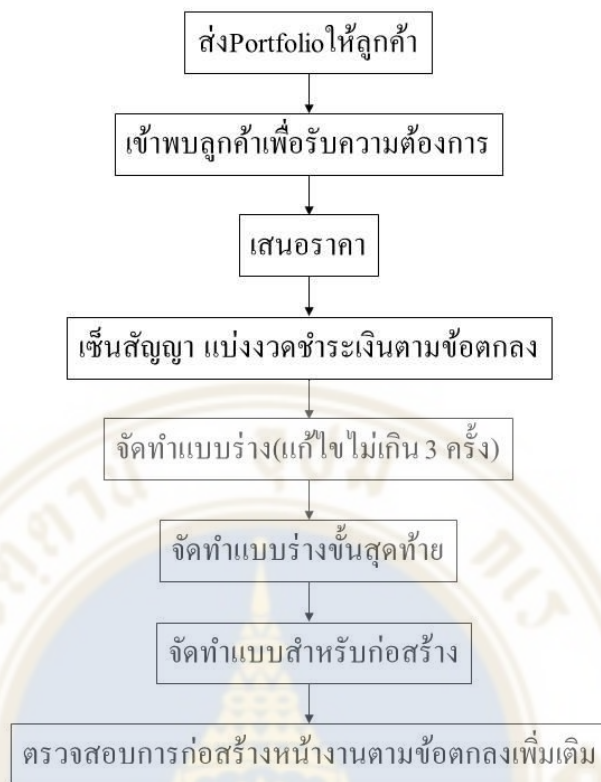 ส่งPortfolioให้ลูกค้า
เข้าพบลูกค้าเพื่อรับความต้องการ
เสนอราคา
เซ็นสัญญา แบ่งงวดชำระเงินตามข้อตกลง
จัดทำแบบร่าง(แก้ไขไม่เกิน 3 ครั้ง)
จัดทำแบบร่างขั้นสุดท้าย
จัดทำแบบสำหรับก่อสร้าง
ตรวจสอบการก่อสร้างหน้างานตามข้อตกลงเพิ่มเติม